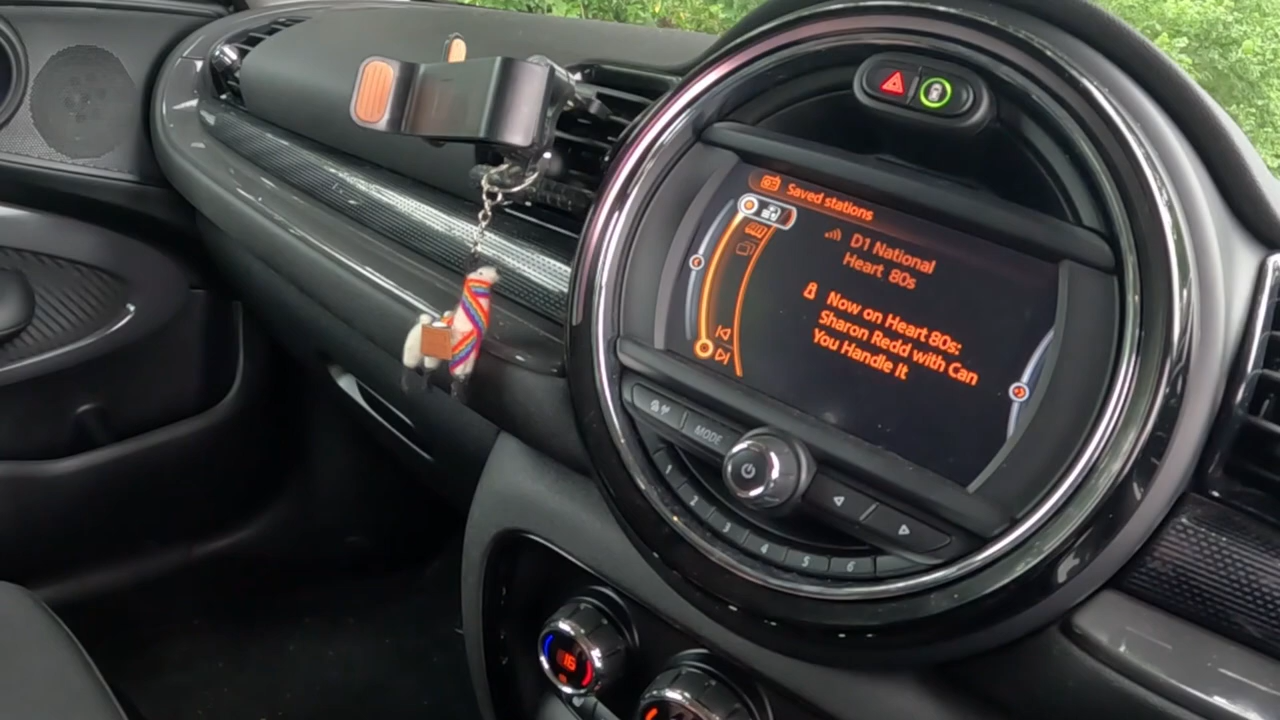 Saved stations
D1 National
Heart 80s
Now on Heart 80s:
Sharon Redd with Can
You Handle It
MODE
1
2
3
4
5
6
16